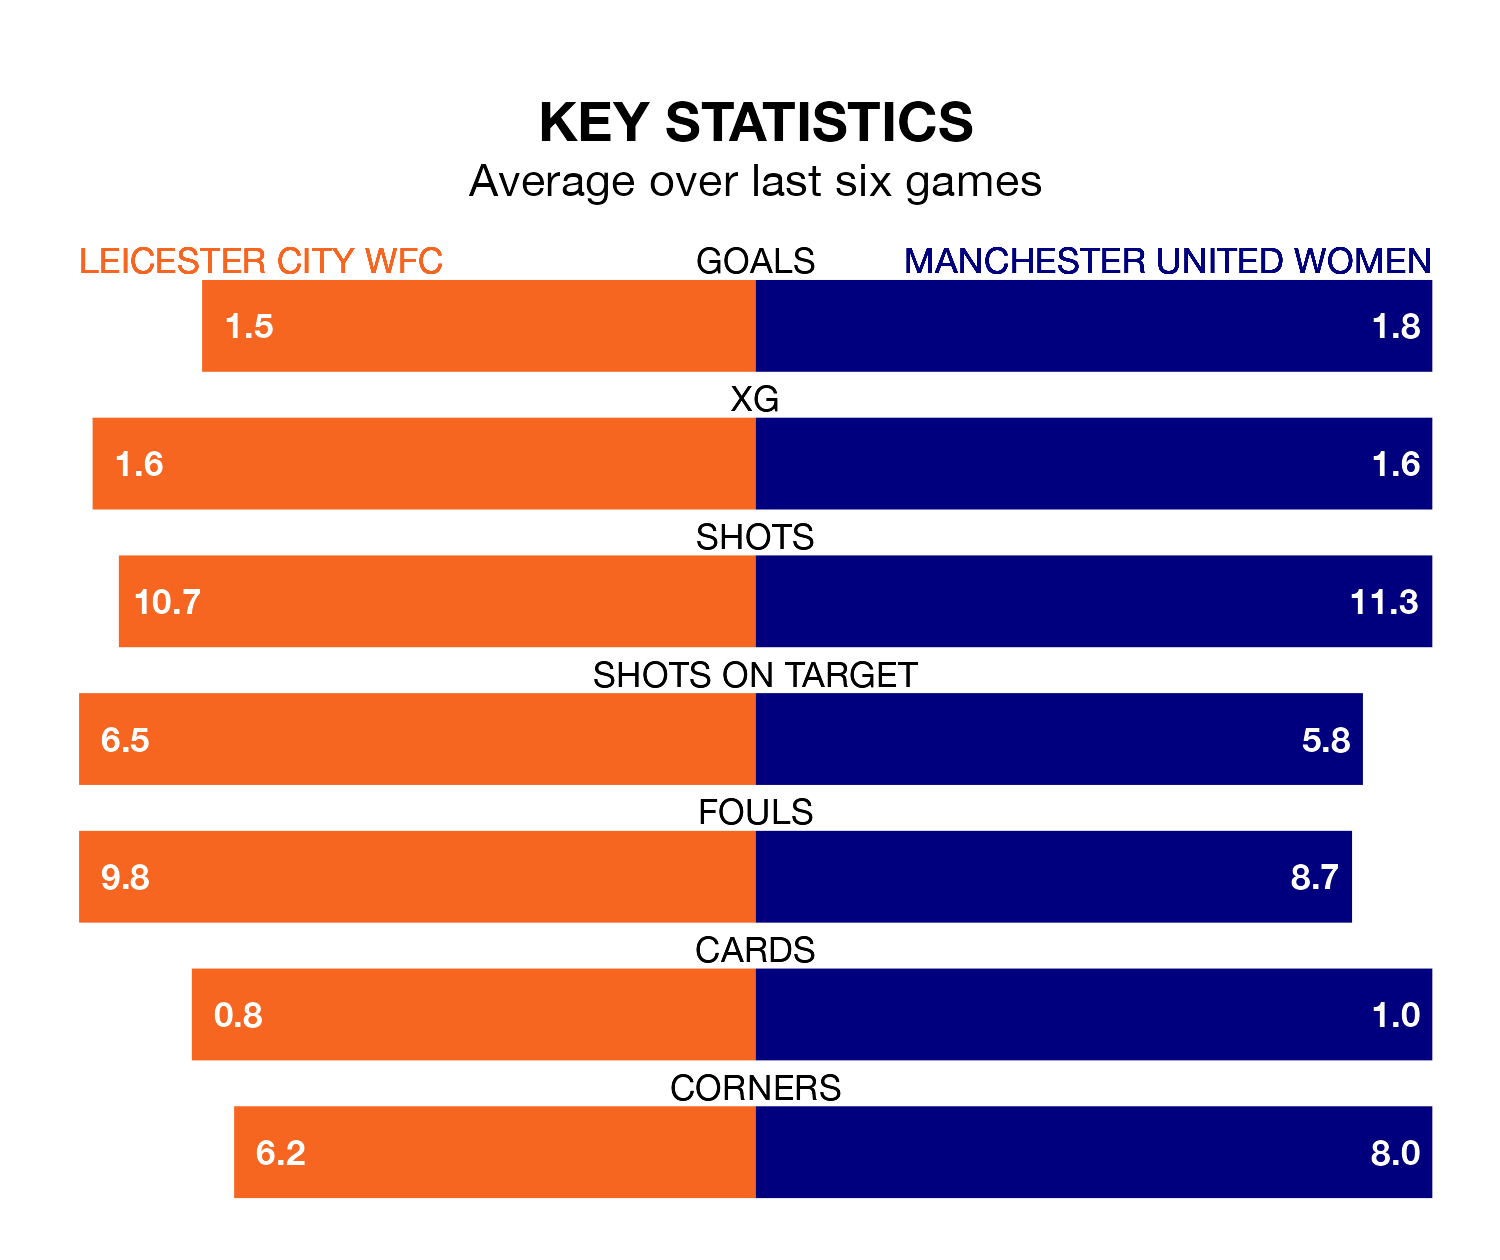 KEY STATISTICS
Average over last six games
LEICESTER CITY WFC GOALS MANCHESTER UNITED WOMEN
1.5 1.8
XG
1.6 1.6
SHOTS
10.7 11.3
SHOTS ON TARGET
6.5 5.8
FOULS
9.8 8.7
CARDS
0.8 1.0
CORNERS
6.2 8.0